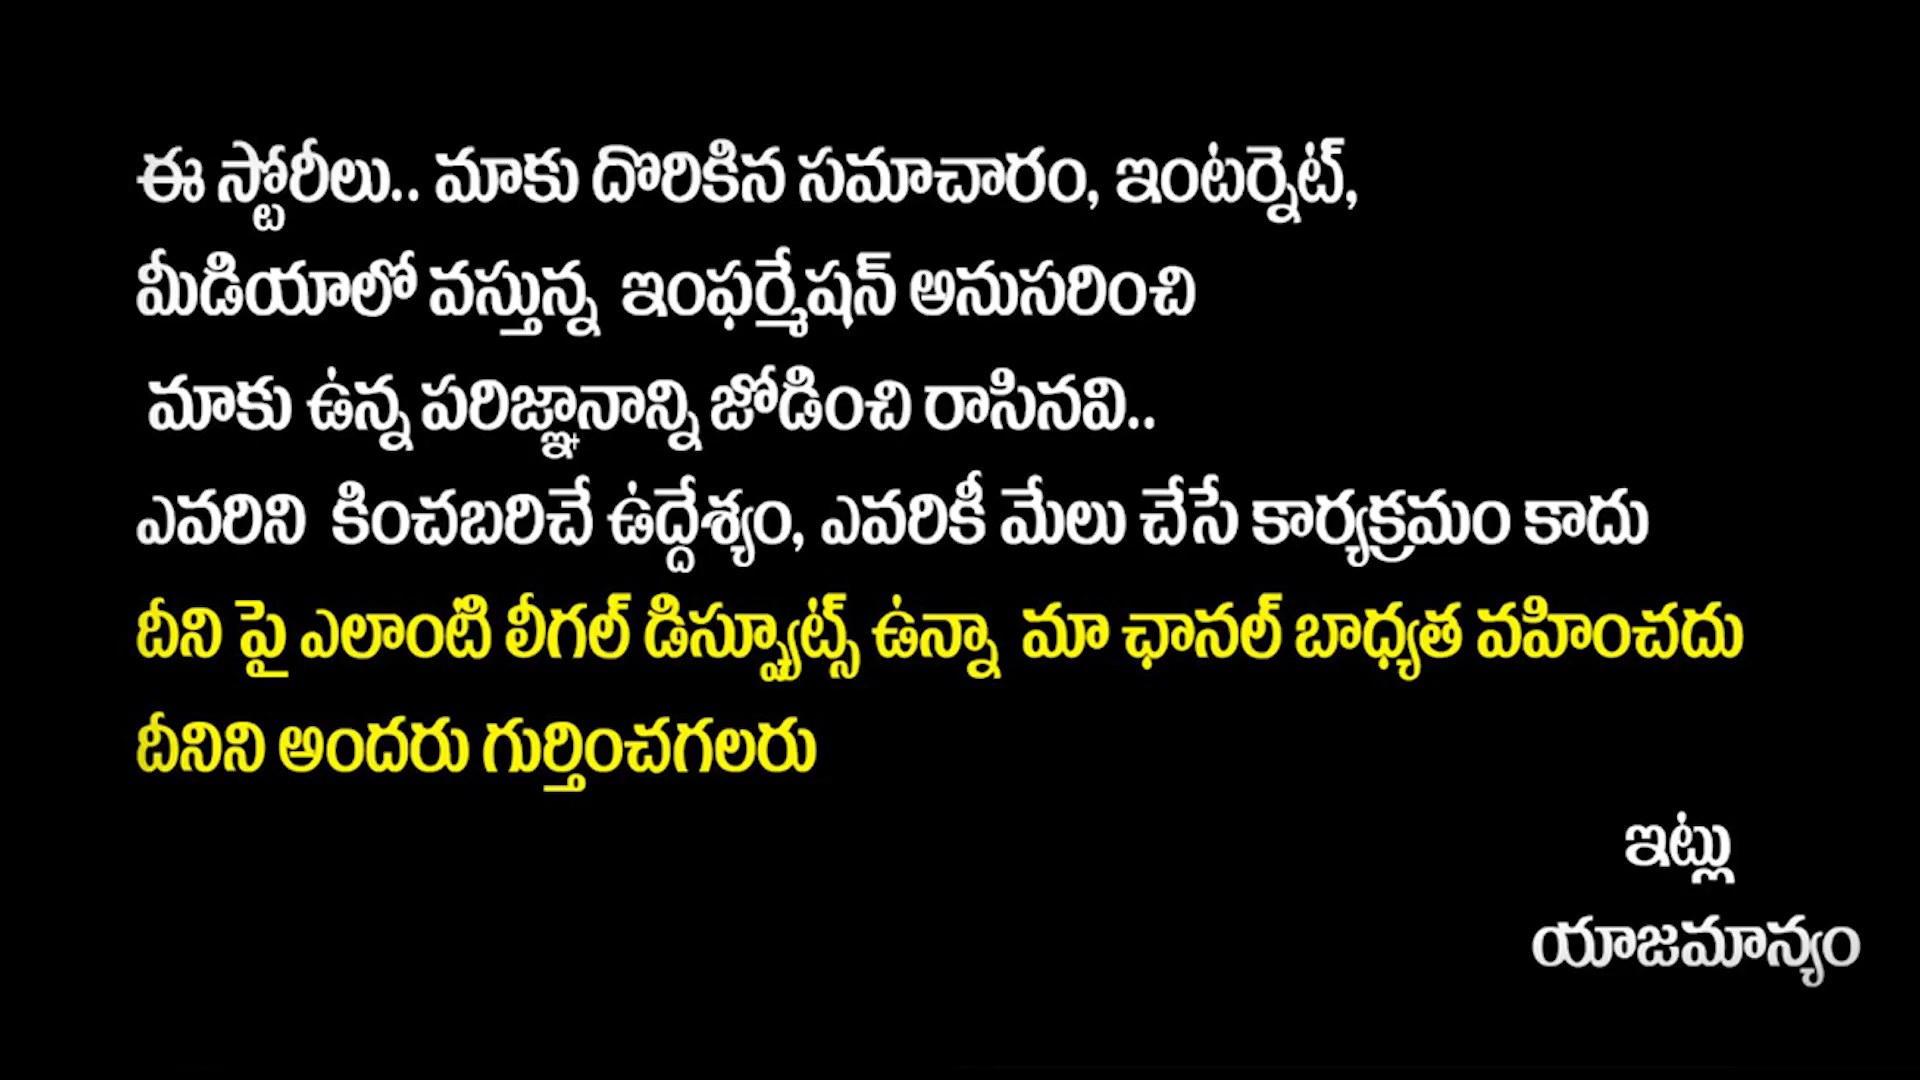 ఈ స్టోరీలు.. మాకు దొరికిన సమాచారం, ఇంటర్నెట్,
మీడియాలో వస్తున్న ఇంఫర్మేషన్ అనుసరించి
మాకు ఉన్న పరిజ్ఞానాన్ని జోడించి రాసినవి..
ఎవరిని కించబరిచే ఉద్దేశ్యం, ఎవరికీ మేలు చేసే కార్యక్రమం కాదు
దీని పై ఎలాంటి లీగల్ డిస్ప్యూట్స్ ఉన్నా మా ఛానల్ బాధ్యత వహించదు
దీనిని అందరు గుర్తించగలరు
ఇట్లు
యాజమాన్యం